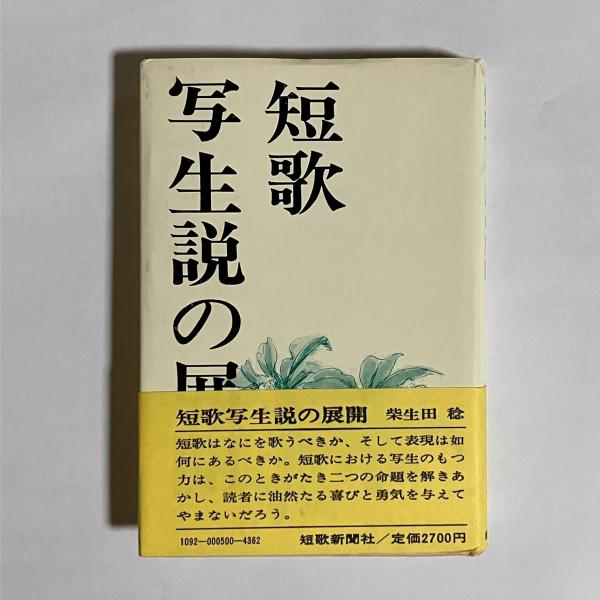 短歌
写生説の展
短歌写生説の展開　柴生田 稔
短歌はなにを歌うべきか、そして表現は如
何にあるべきか。短歌における写生のもつ
力は、このときがたき二つの命題を解きあ
かし、読者に油然たる喜びと勇気を与えて
やまないだろう。
1092―000500―4362　短歌新聞社／定価2700円